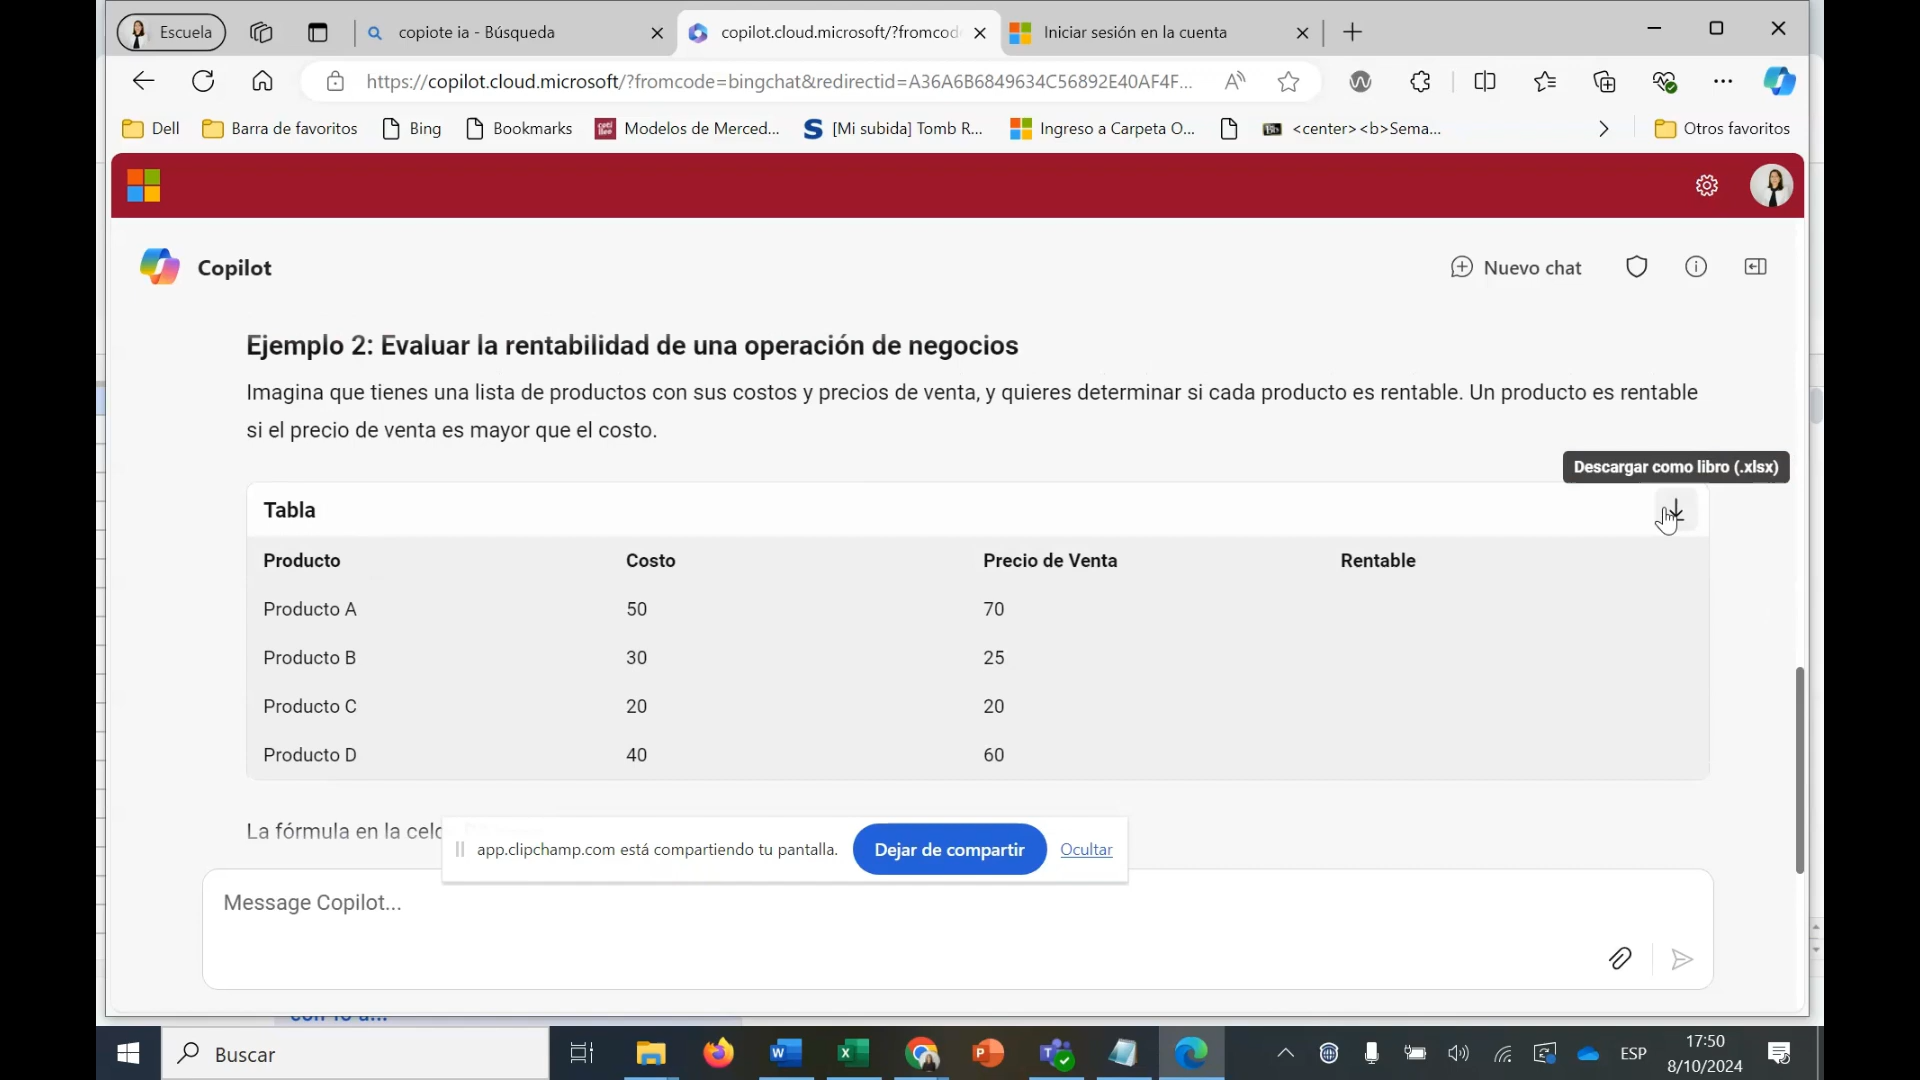 Escuela
copiote ia - Búsqueda
copilot.cloud.microsoft/?fromcod
Iniciar sesión en la cuenta
https://copilot.cloud.microsoft/?fromcode=bingchat&redirectid=A36A6B6849634C56892E40AF4F...
Dell
Barra de favoritos
Bing
Bookmarks
Modelos de Merced...
[Mi subida] Tomb R...
Ingreso a Carpeta O...
<center><b>Sema...
Otros favoritos
Copilot
Nuevo chat
Ejemplo 2: Evaluar la rentabilidad de una operación de negocios
Imagina que tienes una lista de productos con sus costos y precios de venta, y quieres determinar si cada producto es rentable. Un producto es rentable
si el precio de venta es mayor que el costo.
Descargar como libro (.xlsx)
Tabla
Producto Costo Precio de Venta Rentable
Producto A 50 70
Producto B 30 25
Producto C 20 20
Producto D 40 60
La fórmula en la celd
app.clipchamp.com está compartiendo tu pantalla.
Dejar de compartir
Ocultar
Message Copilot...
Buscar
ESP
17:50
8/10/2024